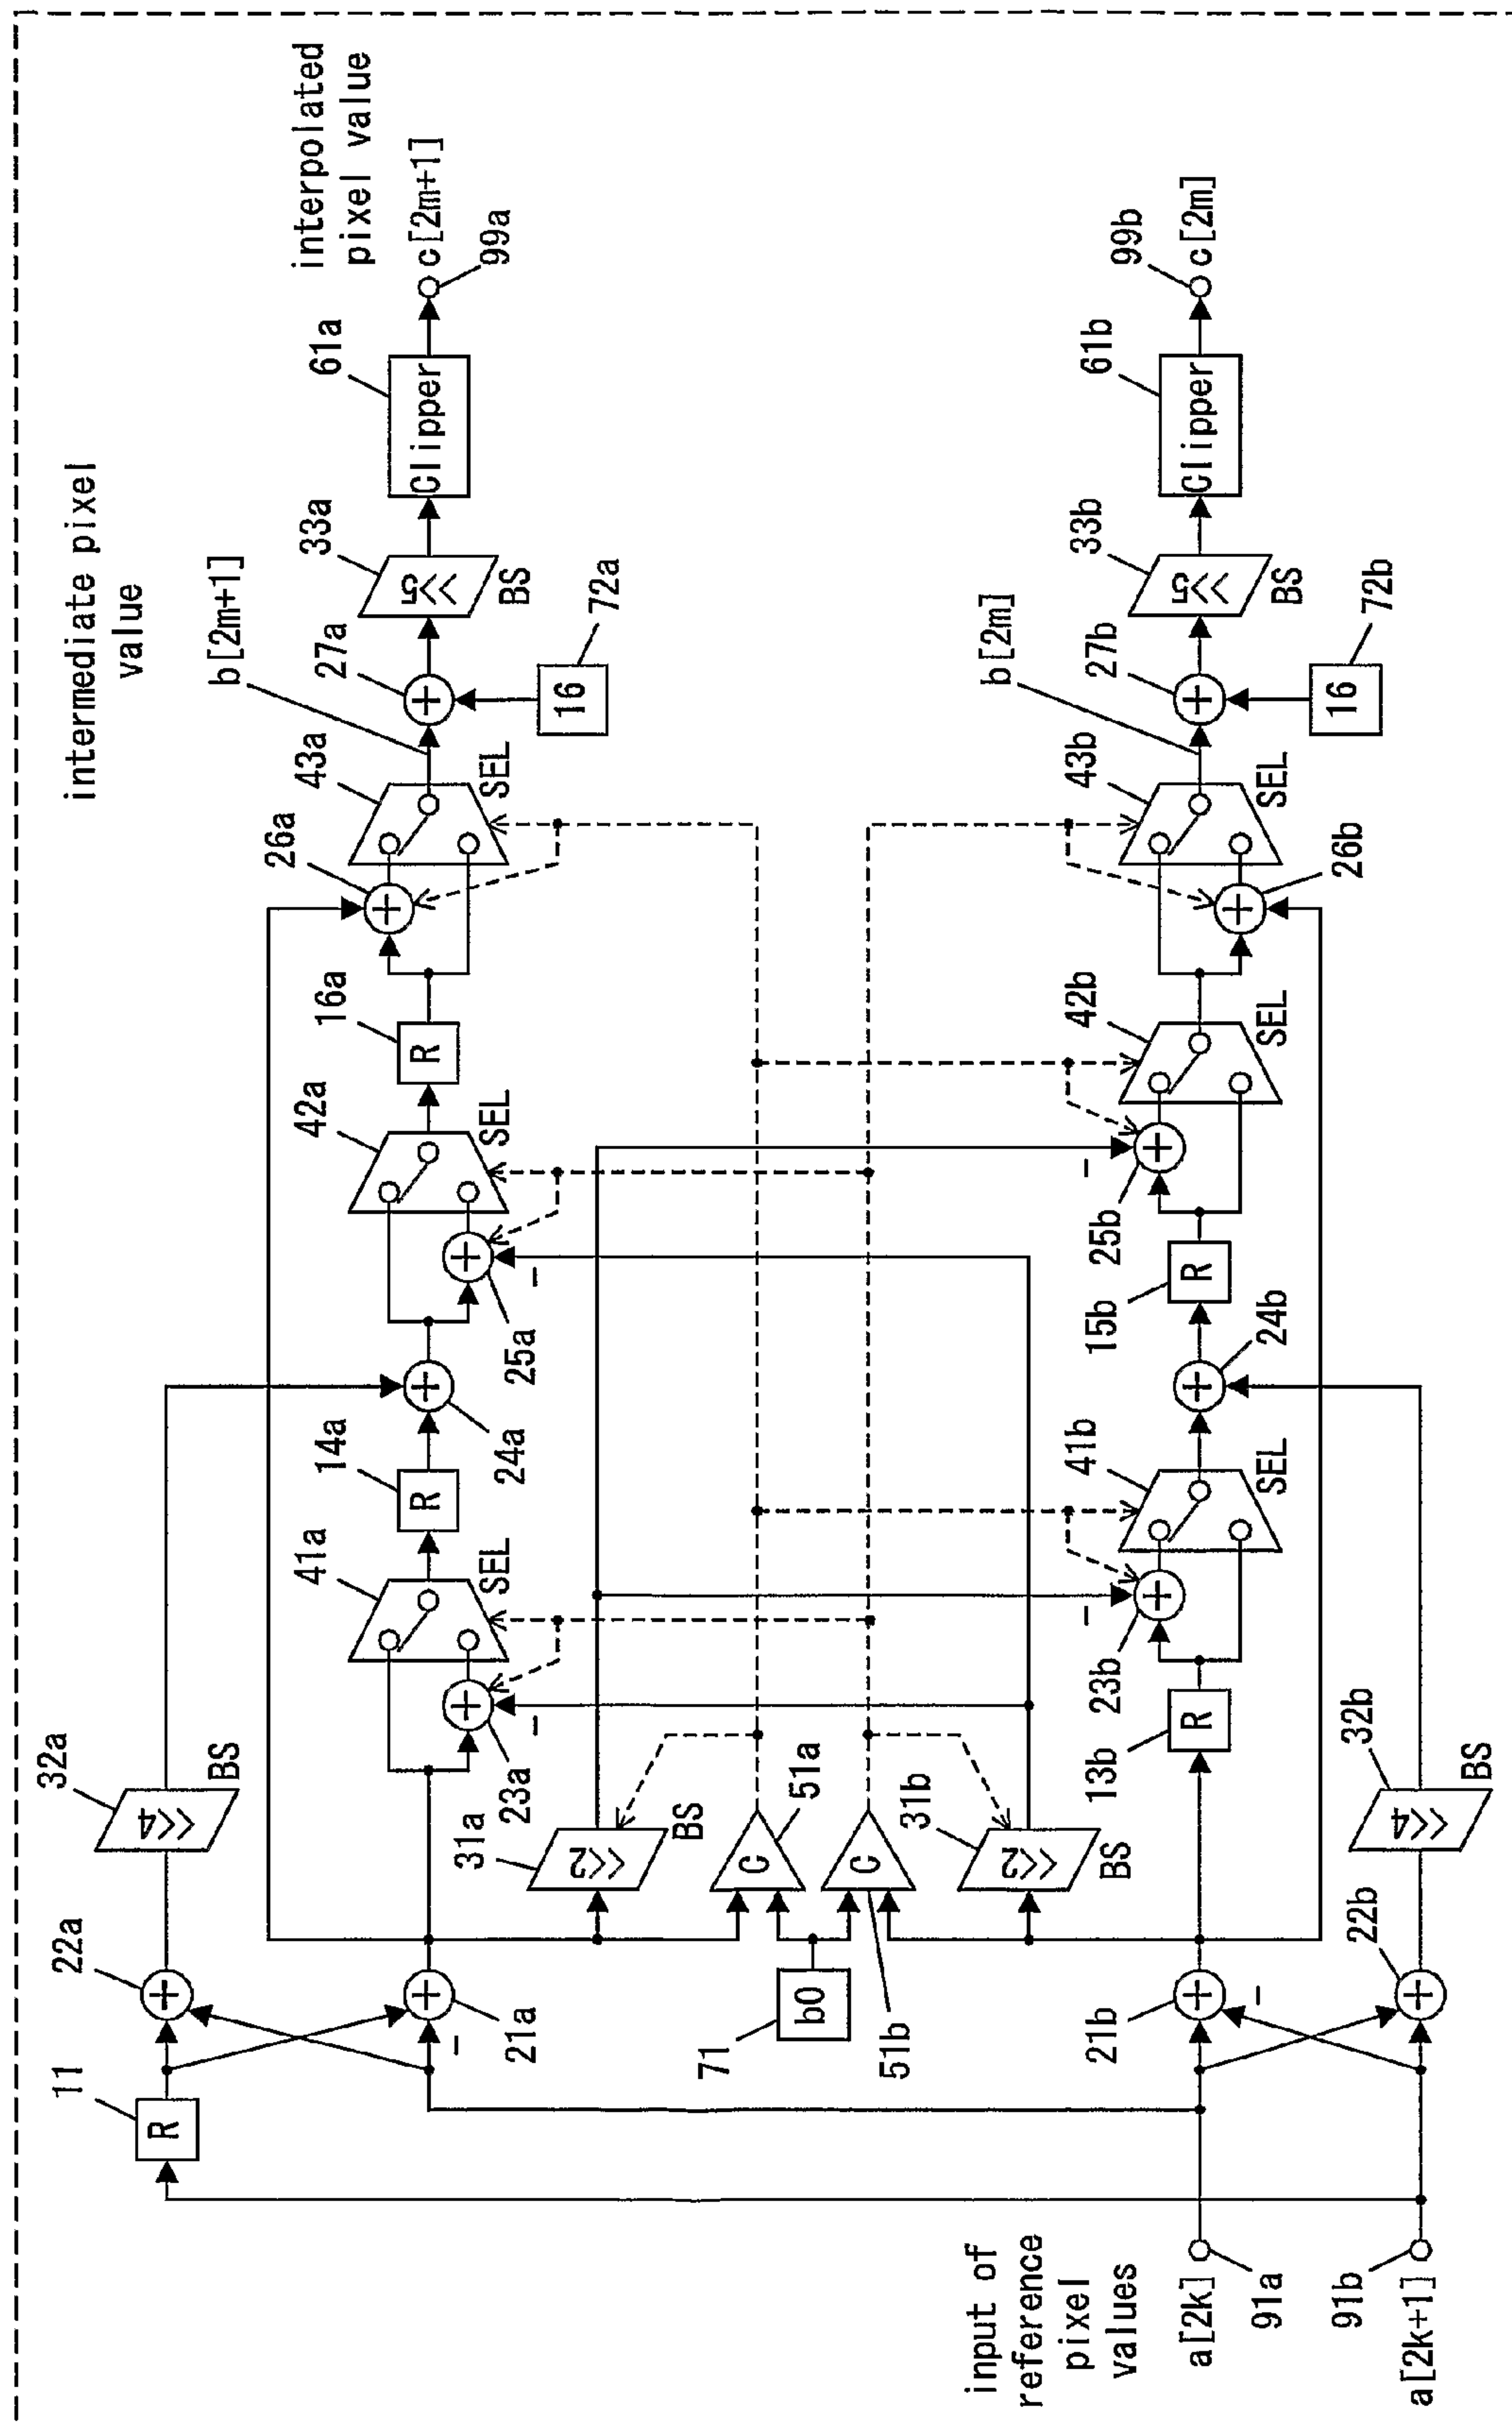 intermediate pixel
value
interpolated
pixel value
input of
reference
pixel
values
11
R
22a
+
32a
<<4
BS
21a
+
-
41a
SEL
23a
+
-
14a
R
24a
+
42a
SEL
25a
+
-
16a
R
26a
+
43a
SEL
b[2m+1]
27a
+
16
72a
33a
>>5
BS
61a
Clipper
c[2m+1]
99a
31a
<<2
BS
71
b0
C
51a
C
51b
31b
<<2
BS
a[2k]
91a
91b
a[2k+1]
21b
+
-
22b
+
13b
R
32b
<<4
BS
23b
+
-
41b
SEL
24b
+
15b
R
25b
+
-
42b
SEL
26b
+
43b
SEL
b[2m]
27b
+
16
72b
33b
>>5
BS
61b
Clipper
c[2m]
99b